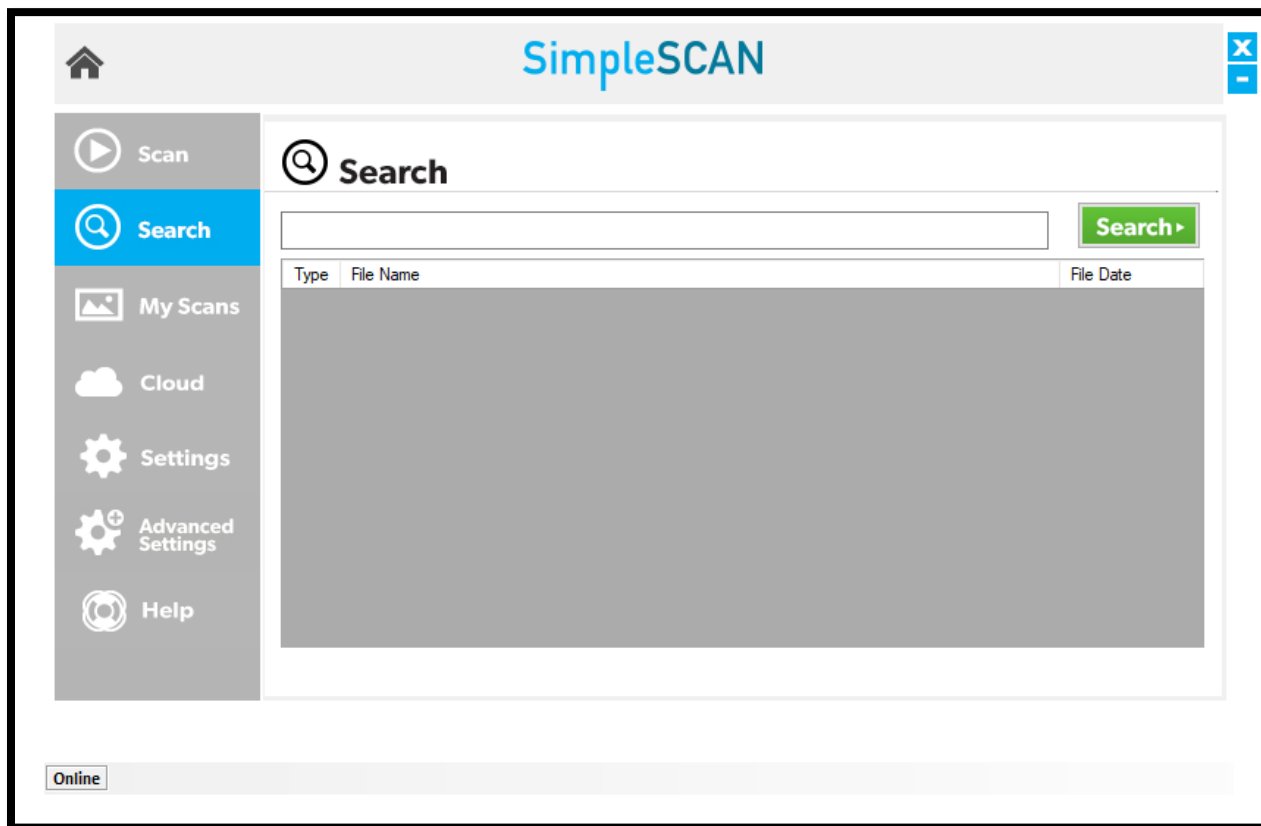 SimpleSCAN
x
-
Scan
Search
My Scans
Cloud
Settings
Advanced
Settings
Help
Search
Search
Type File Name File Date
Online